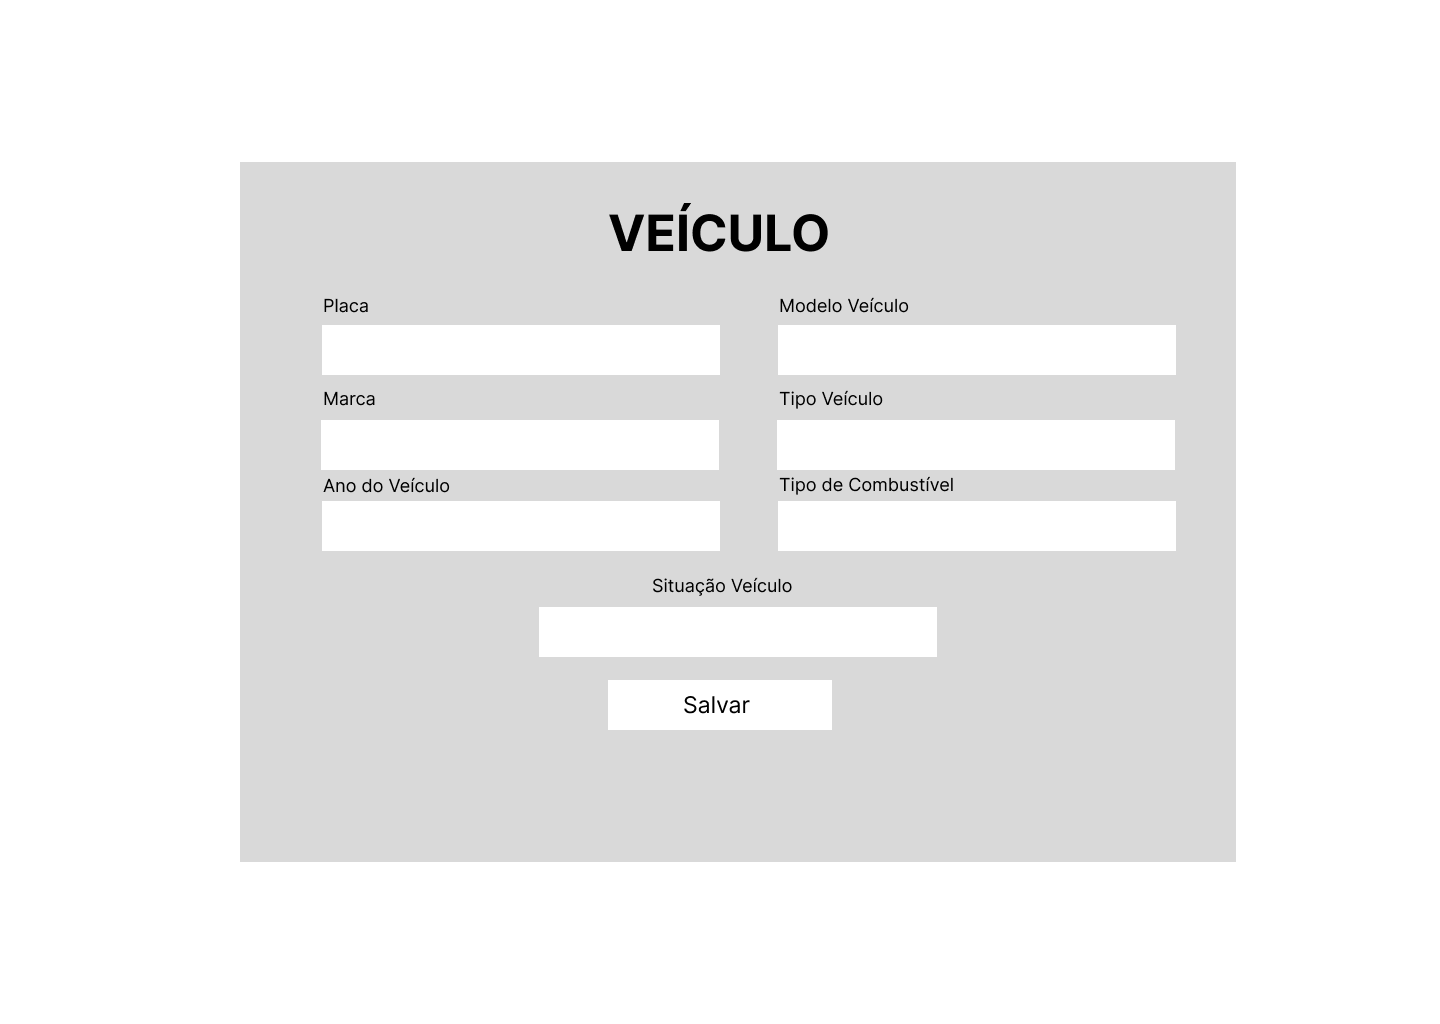 VEÍCULO
Placa
Modelo Veículo
Marca
Tipo Veículo
Ano do Veículo
Tipo de Combustível
Situação Veículo
Salvar